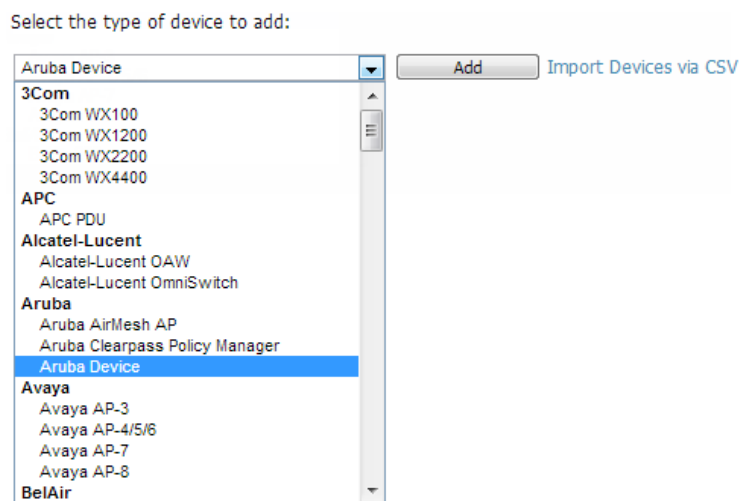 Select the type of device to add:
Aruba Device Add Import Devices via CSV
3Com
3Com WX100
3Com WX1200
3Com WX2200
3Com WX4400
APC
APC PDU
Alcatel-Lucent
Alcatel-Lucent OAW
Alcatel-Lucent OmniSwitch
Aruba
Aruba AirMesh AP
Aruba Clearpass Policy Manager
Aruba Device
Avaya
Avaya AP-3
Avaya AP-4/5/6
Avaya AP-7
Avaya AP-8
BelAir